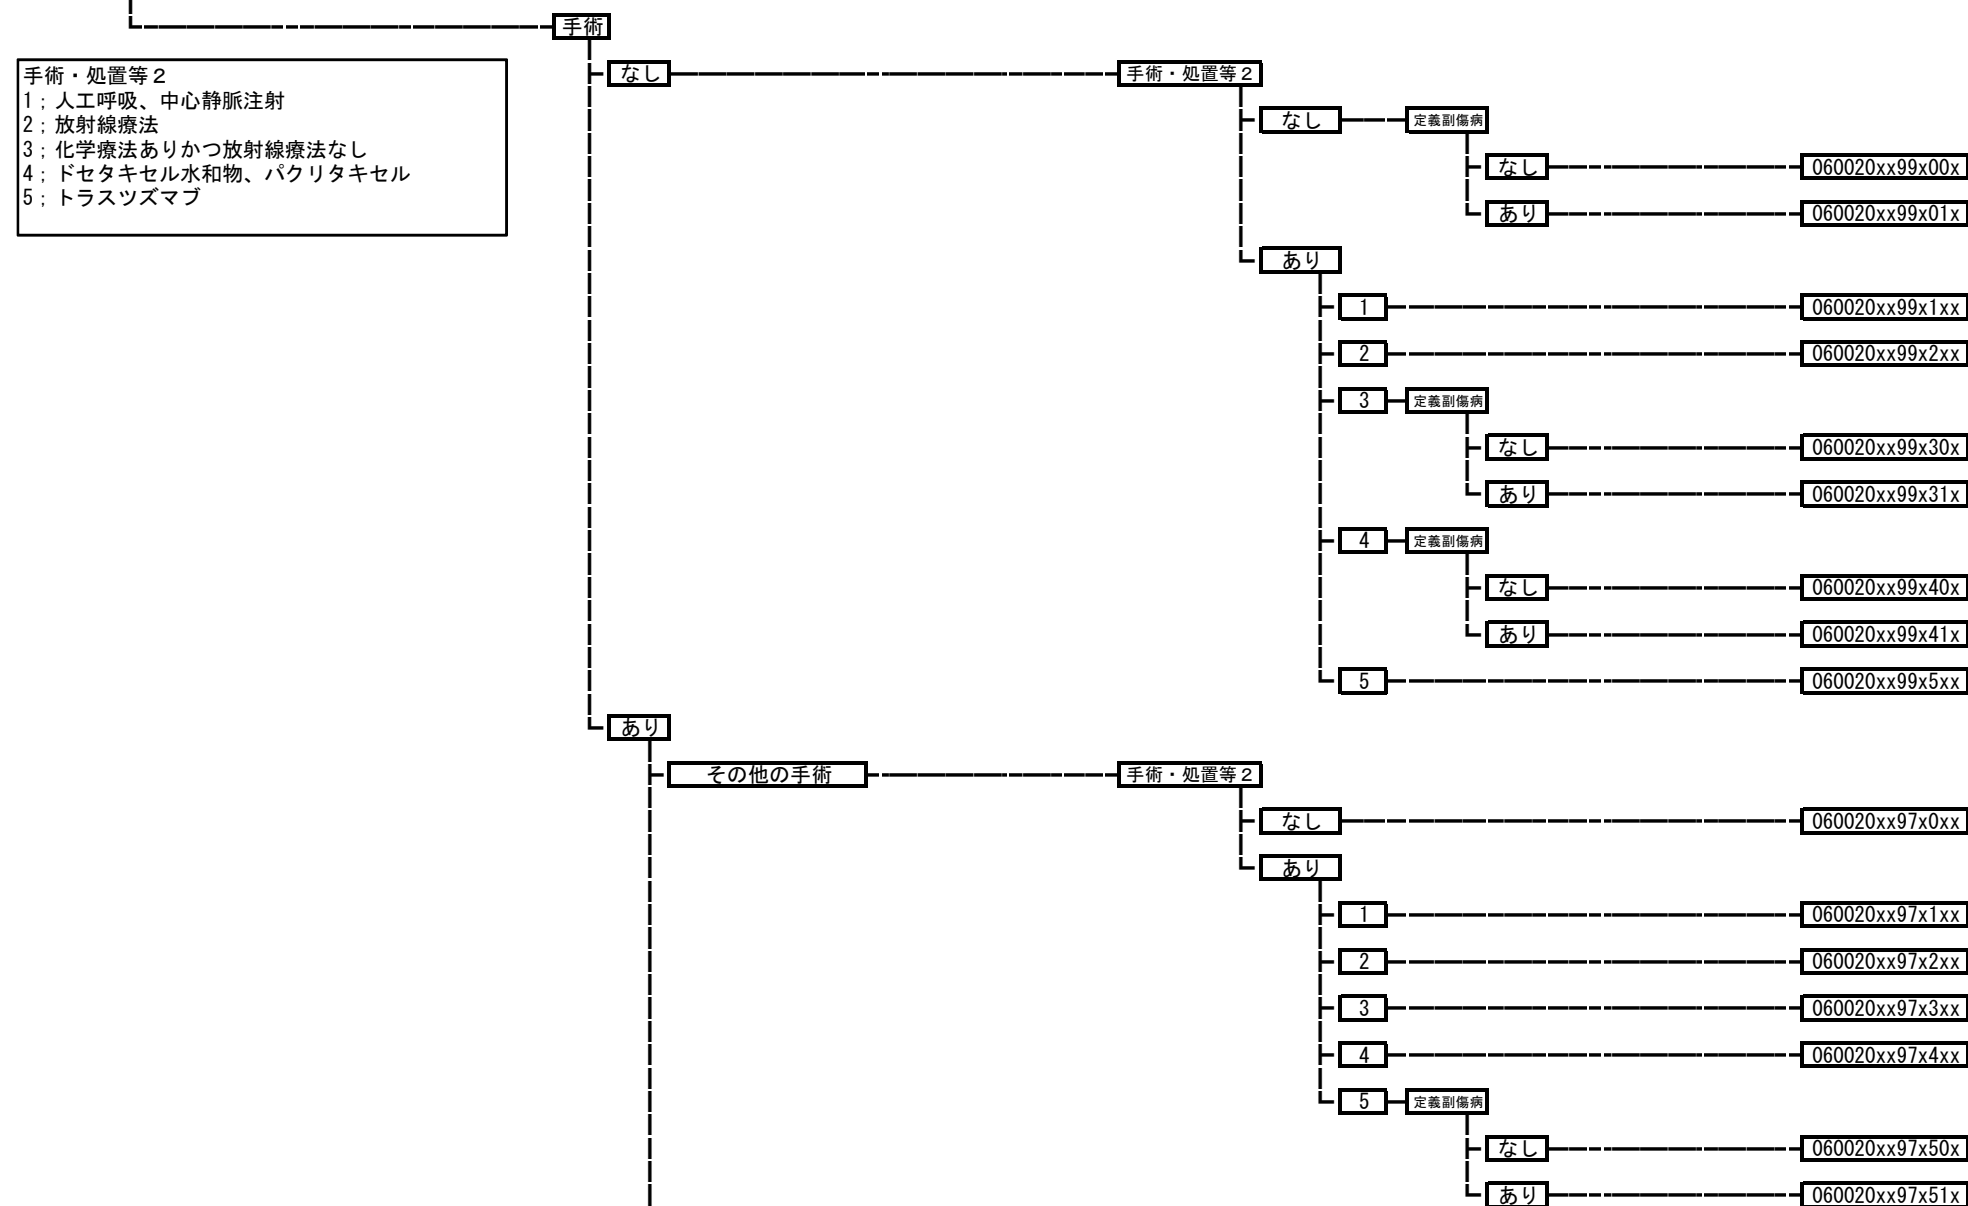 手術
手術・処置等２
1；人工呼吸、中心静脈注射
2；放射線療法
3；化学療法ありかつ放射線療法なし
4；ドセタキセル水和物、パクリタキセル
5；トラスツズマブ
なし 手術・処置等２
なし 定義副傷病
なし 060020xx99x00x
あり 060020xx99x01x
あり
1 060020xx99x1xx
2 060020xx99x2xx
3 定義副傷病
なし 060020xx99x30x
あり 060020xx99x31x
4 定義副傷病
なし 060020xx99x40x
あり 060020xx99x41x
5 060020xx99x5xx
あり
その他の手術 手術・処置等２
なし 060020xx97x0xx
あり
1 060020xx97x1xx
2 060020xx97x2xx
3 060020xx97x3xx
4 060020xx97x4xx
5 定義副傷病
なし 060020xx97x50x
あり 060020xx97x51x